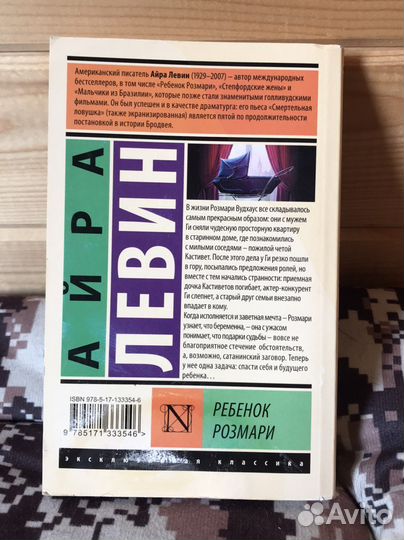 Американский писатель Айра Левин (1929–2007) – автор международных
бестселлеров, в том числе «Ребенок Розмари», «Степфордские жены» и
«Мальчики из Бразилии», которые позже стали знаменитыми голливудскими
фильмами. Он был успешен и в качестве драматурга: его пьеса «Смертельная
ловушка» (также экранизированная) является пятой по продолжительности
постановкой в истории Бродвея.
АЙРА
ЛЕВИН
В жизни Розмари Вудхаус все складывалось
самым прекрасным образом: они с мужем
Ги сняли чудесную просторную квартиру
в старинном доме, где познакомились
с милыми соседями – пожилой четой
Кастивет. После этого дела у Ги резко пошли
в гору, посыпались предложения ролей, но
вместе с тем начались странности: приемная
дочка Кастиветов погибает, актер-конкурент
Ги слепнет, а старый друг семьи внезапно
впадает в кому.
Когда исполняется и заветная мечта – Розмари
узнает, что беременна, – она с ужасом
понимает, что подарки судьбы – вовсе не
благоприятное стечение обстоятельств,
а, возможно, сатанинский заговор. Теперь
у нее одна задача: спасти себя и будущего
ребенка…
ISBN 978-5-17-133354-6
9 785171 333546 >
N
РЕБЕНОК
РОЗМАРИ
эксклюзивная классика
Avito